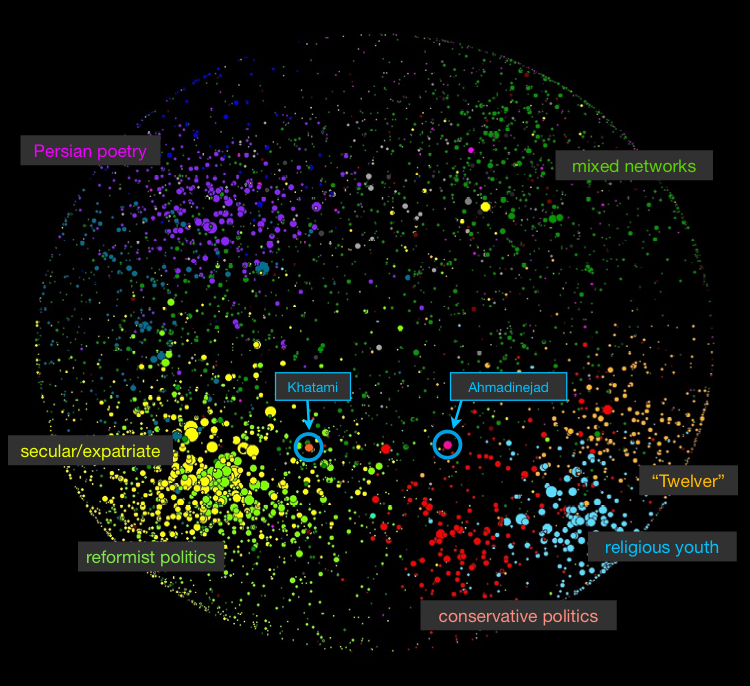 Persian poetry
mixed networks
Khatami
Ahmadinejad
secular/expatriate
“Twelver”
religious youth
reformist politics
conservative politics